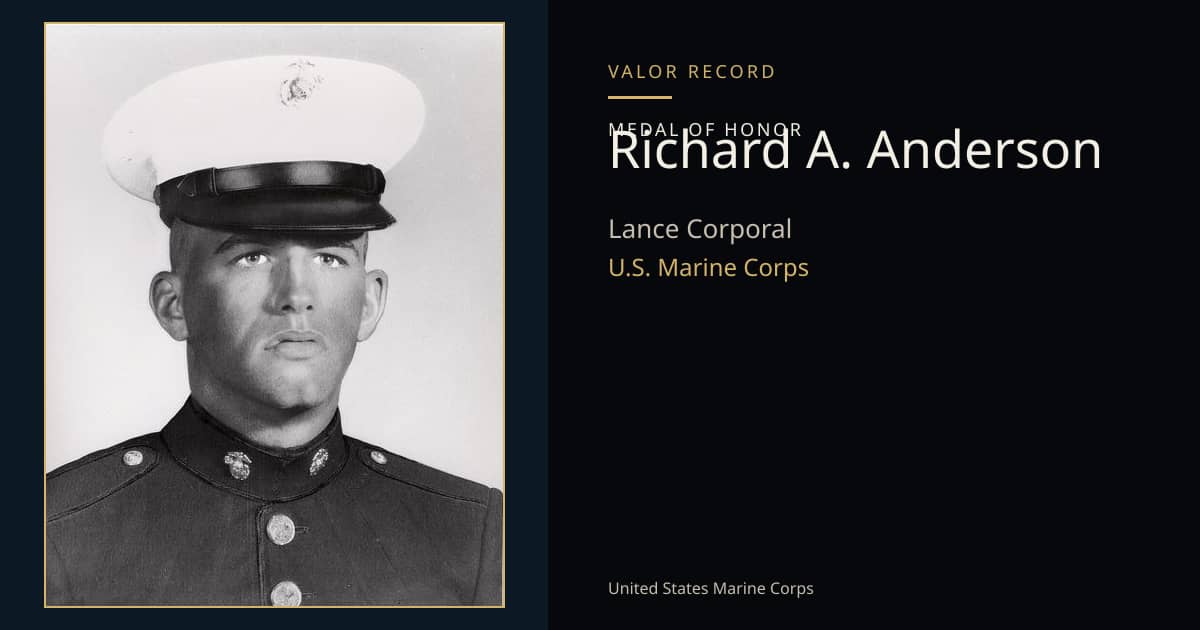 VALOR RECORD
MEDAL OF HONOR
Richard A. Anderson
Lance Corporal
U.S. Marine Corps
United States Marine Corps